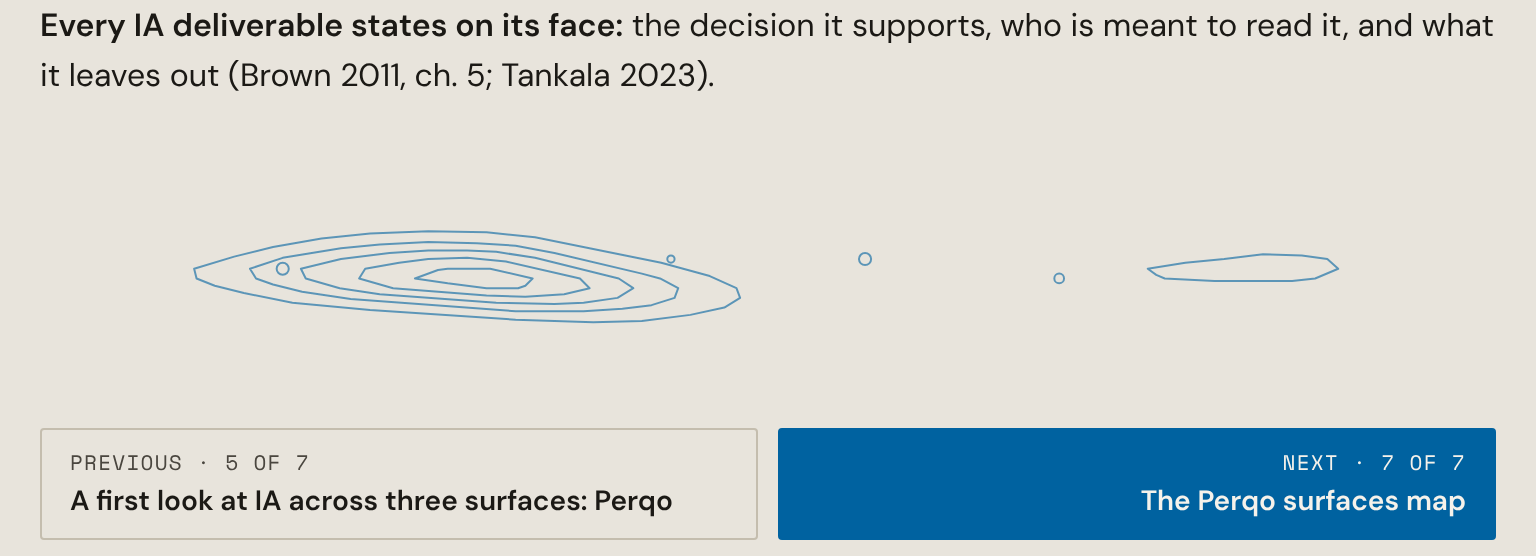 Every IA deliverable states on its face: the decision it supports, who is meant to read it, and what
it leaves out (Brown 2011, ch. 5; Tankala 2023).
PREVIOUS · 5 OF 7
A first look at IA across three surfaces: Perqo
NEXT · 7 OF 7
The Perqo surfaces map